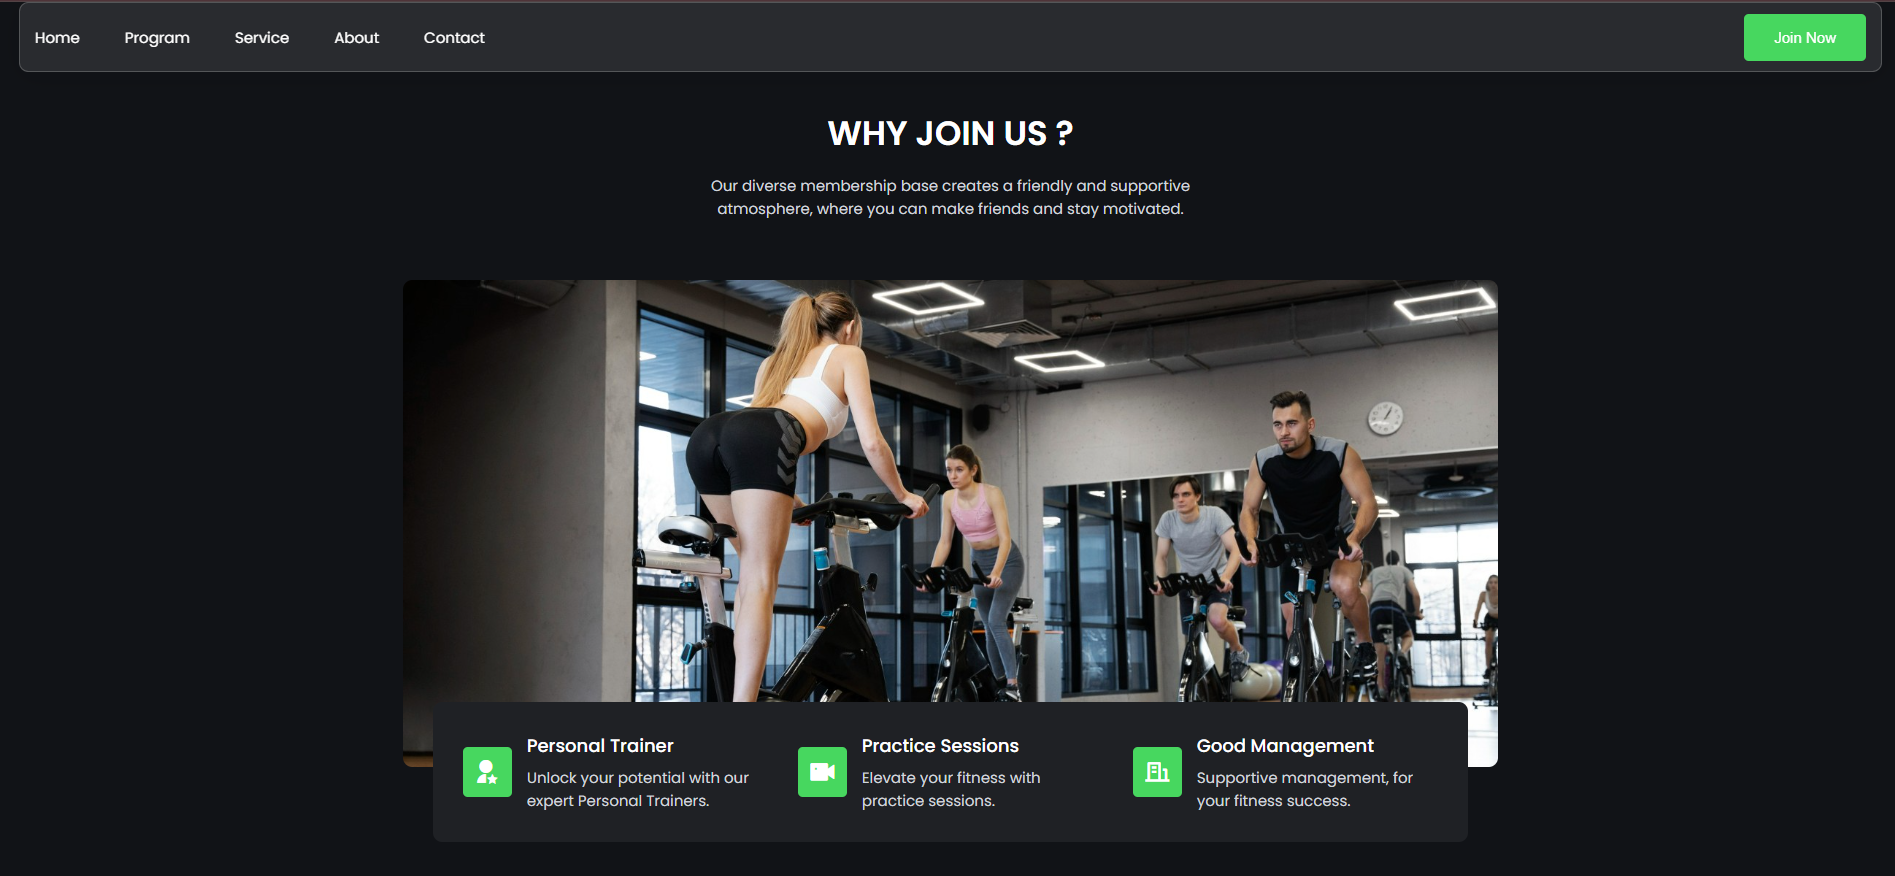 Home
Program
Service
About
Contact
Join Now
WHY JOIN US ?
Our diverse membership base creates a friendly and supportive
atmosphere, where you can make friends and stay motivated.
Personal Trainer
Unlock your potential with our
expert Personal Trainers.
Practice Sessions
Elevate your fitness with
practice sessions.
Good Management
Supportive management, for
your fitness success.